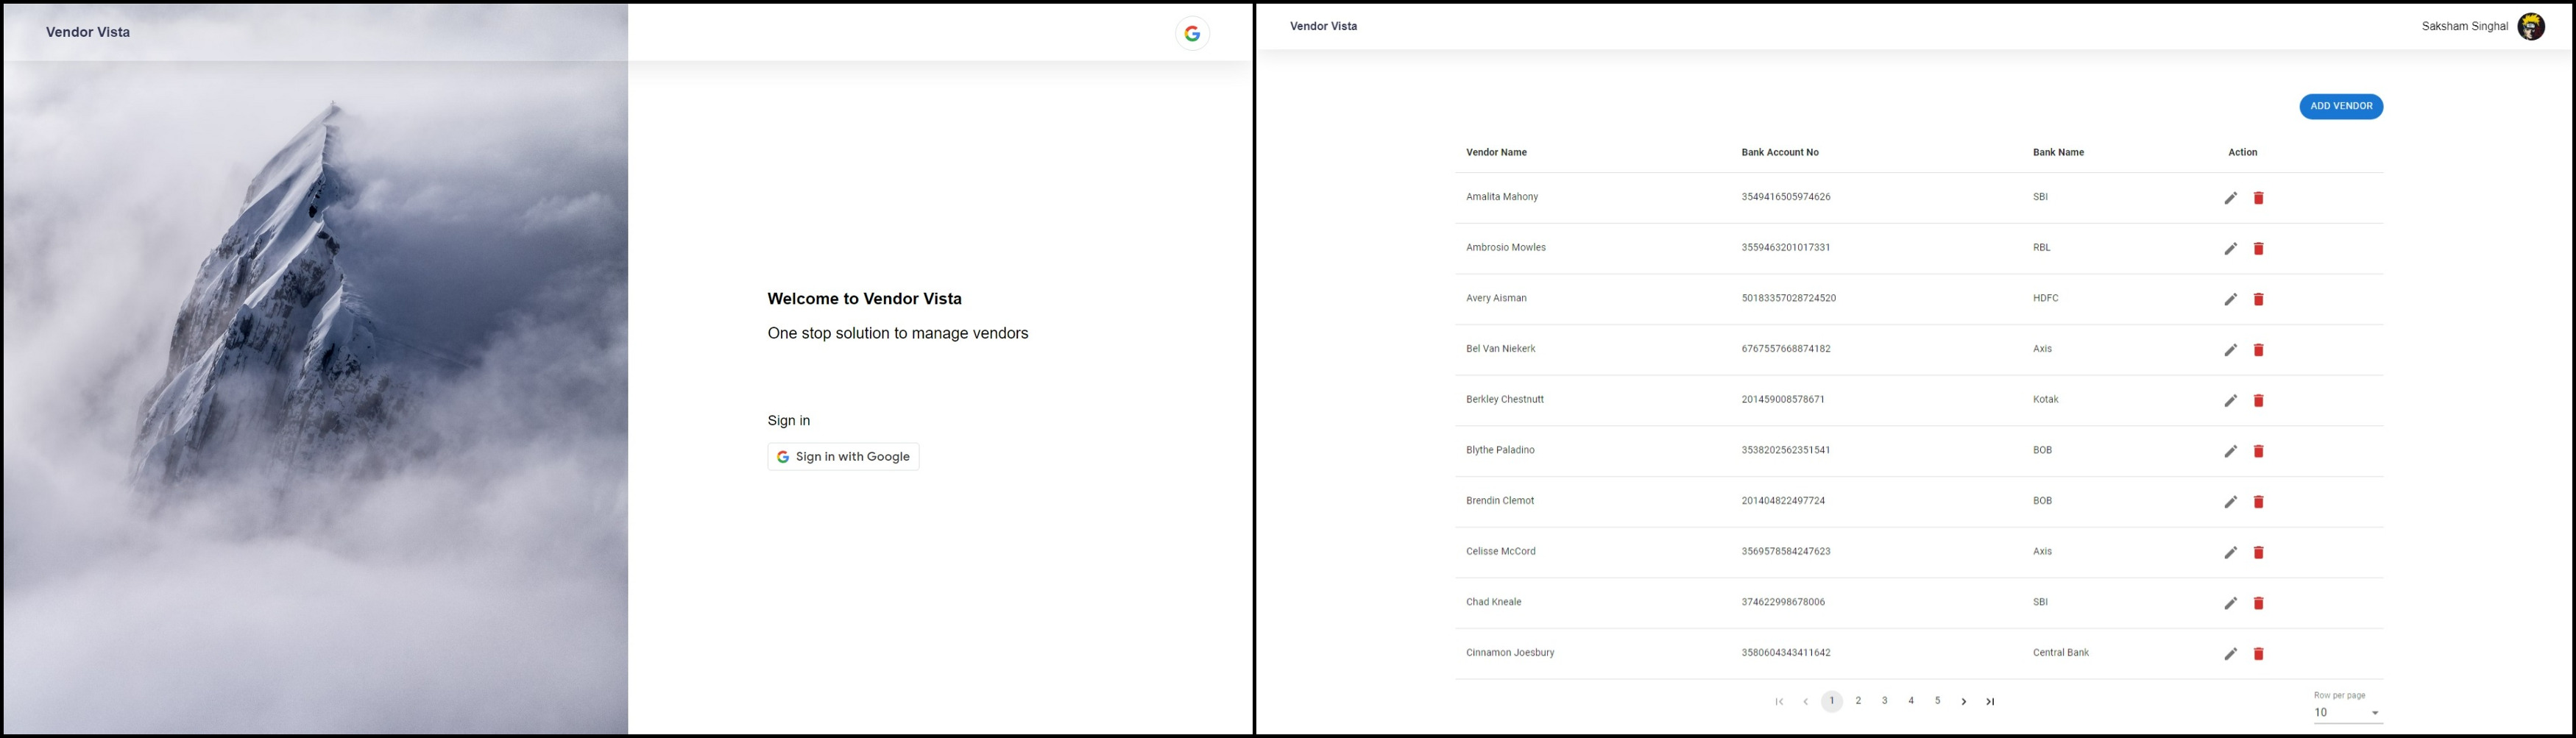 Vendor Vista
Welcome to Vendor Vista
One stop solution to manage vendors
Sign in
Sign in with Google
Vendor Vista
Saksham Singhal
ADD VENDOR
Vendor Name Bank Account No Bank Name Action
Amalita Mahony 3549416505974626 SBI
Ambrosio Mowles 3559463201017331 RBL
Avery Aisman 50183357028724520 HDFC
Bel Van Niekerk 6767557668874182 Axis
Berkley Chestnutt 201459008578671 Kotak
Blythe Paladino 3538202562351541 BOB
Brendin Clemot 201404822497724 BOB
Celisse McCord 3569578584247623 Axis
Chad Kneale 374622998678006 SBI
Cinnamon Joesbury 3580604343411642 Central Bank
1 2 3 4 5
Row per page
10